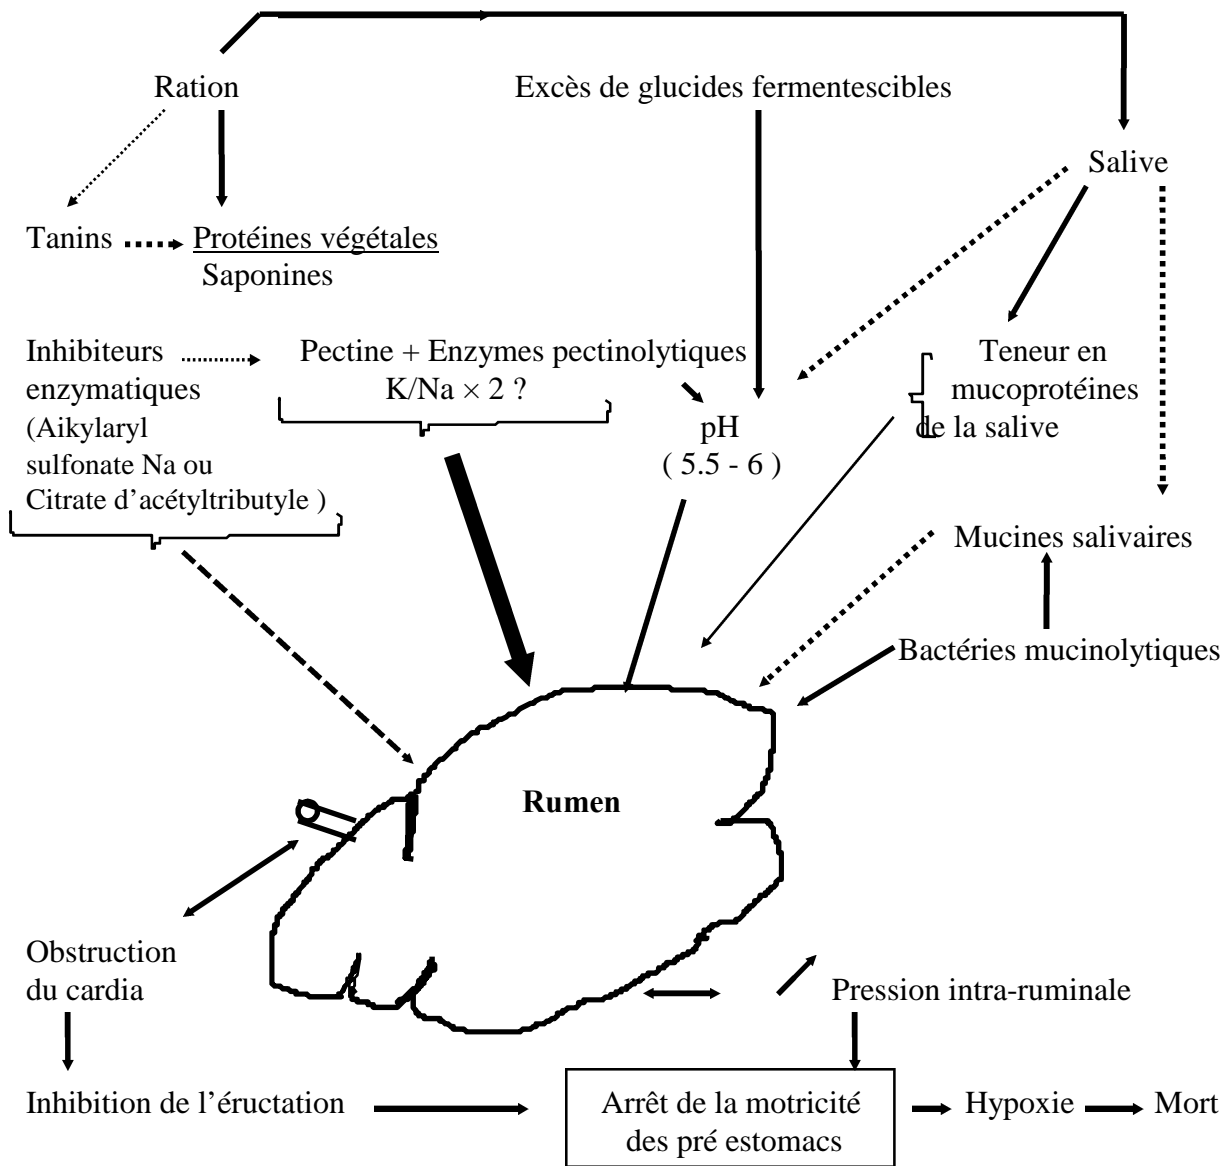 Ration
Excès de glucides fermentescibles
Salive
Tanins
Protéines végétales
Saponines
Inhibiteurs
enzymatiques
(Aikylaryl
sulfonate Na ou
Citrate d’acétyltributyle )
Pectine + Enzymes pectinolytiques
K/Na × 2 ?
pH
( 5.5 - 6 )
Teneur en
mucoprotéines
de la salive
Mucines salivaires
Bactéries mucinolytiques
Rumen
Obstruction
du cardia
Pression intra-ruminale
Inhibition de l’éructation
Arrêt de la motricité
des pré estomacs
Hypoxie
Mort